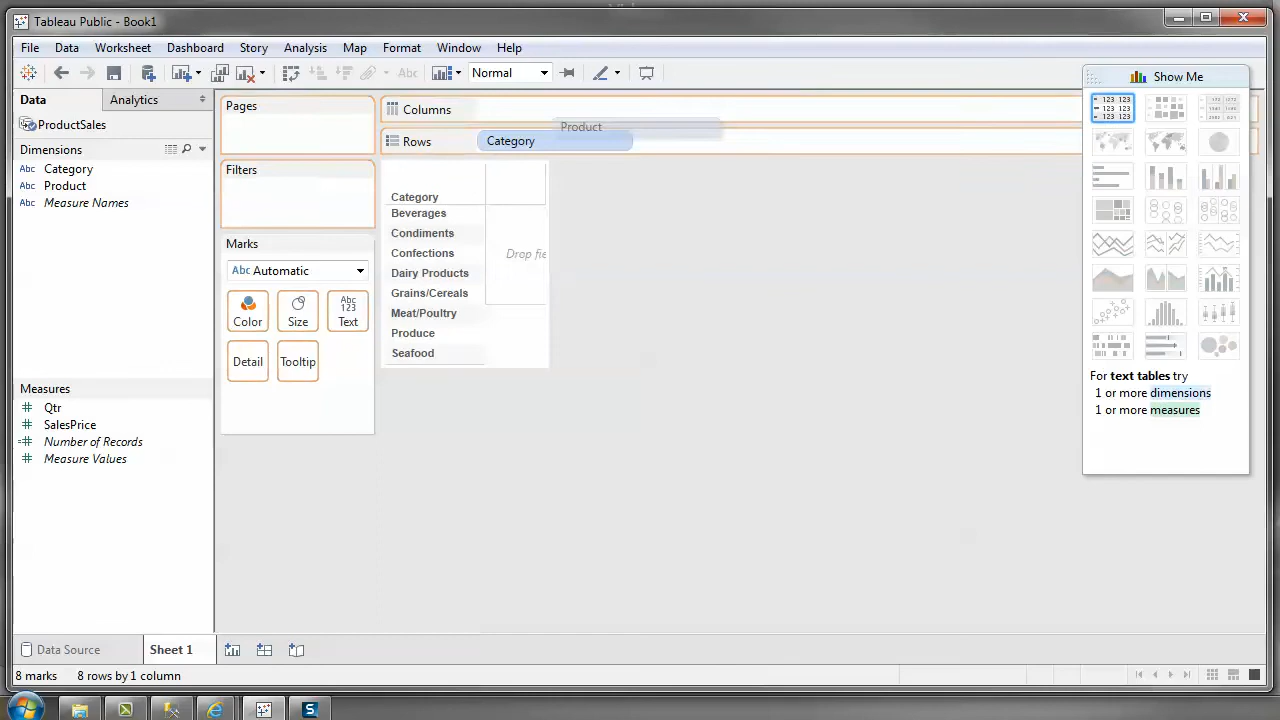 Tableau Public - Book1
File Data Worksheet Dashboard Story Analysis Map Format Window Help
Abc Normal
Show Me
Data Analytics
ProductSales
Dimensions
Abc Category
Abc Product
Abc Measure Names
Measures
Qtr
SalesPrice
Number of Records
Measure Values
Pages
Filters
Marks
Abc Automatic
Color Size Abc 123 Text
Detail Tooltip
Columns
Product
Rows Category
Category
Beverages
Condiments
Confections
Dairy Products
Grains/Cereals
Meat/Poultry
Produce
Seafood
Drop fie
For text tables try
1 or more dimensions
1 or more measures
Data Source Sheet 1
8 marks 8 rows by 1 column